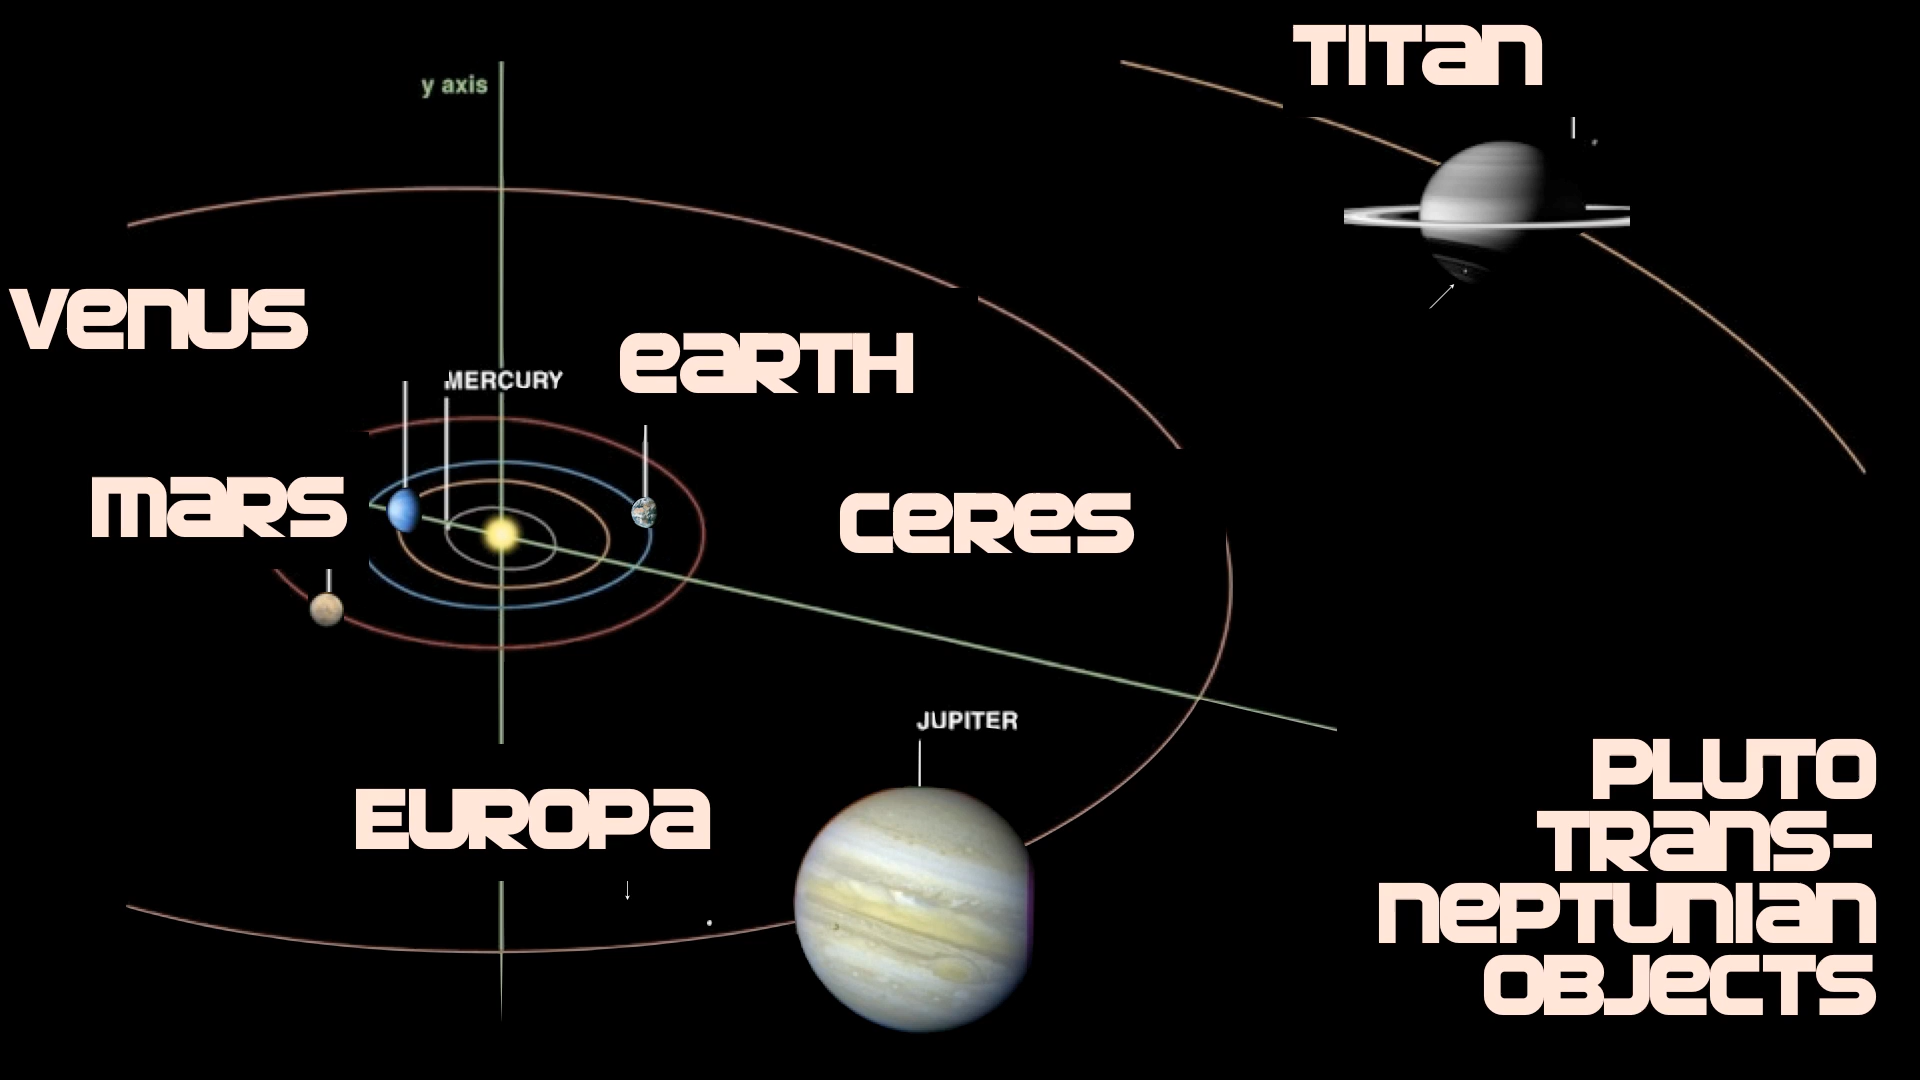 TITAN
y axis
VENUS
EARTH
MERCURY
MARS
CERES
JUPITER
EUROPA
PLUTO
TRANS-
NEPTUNIAN
OBJECTS